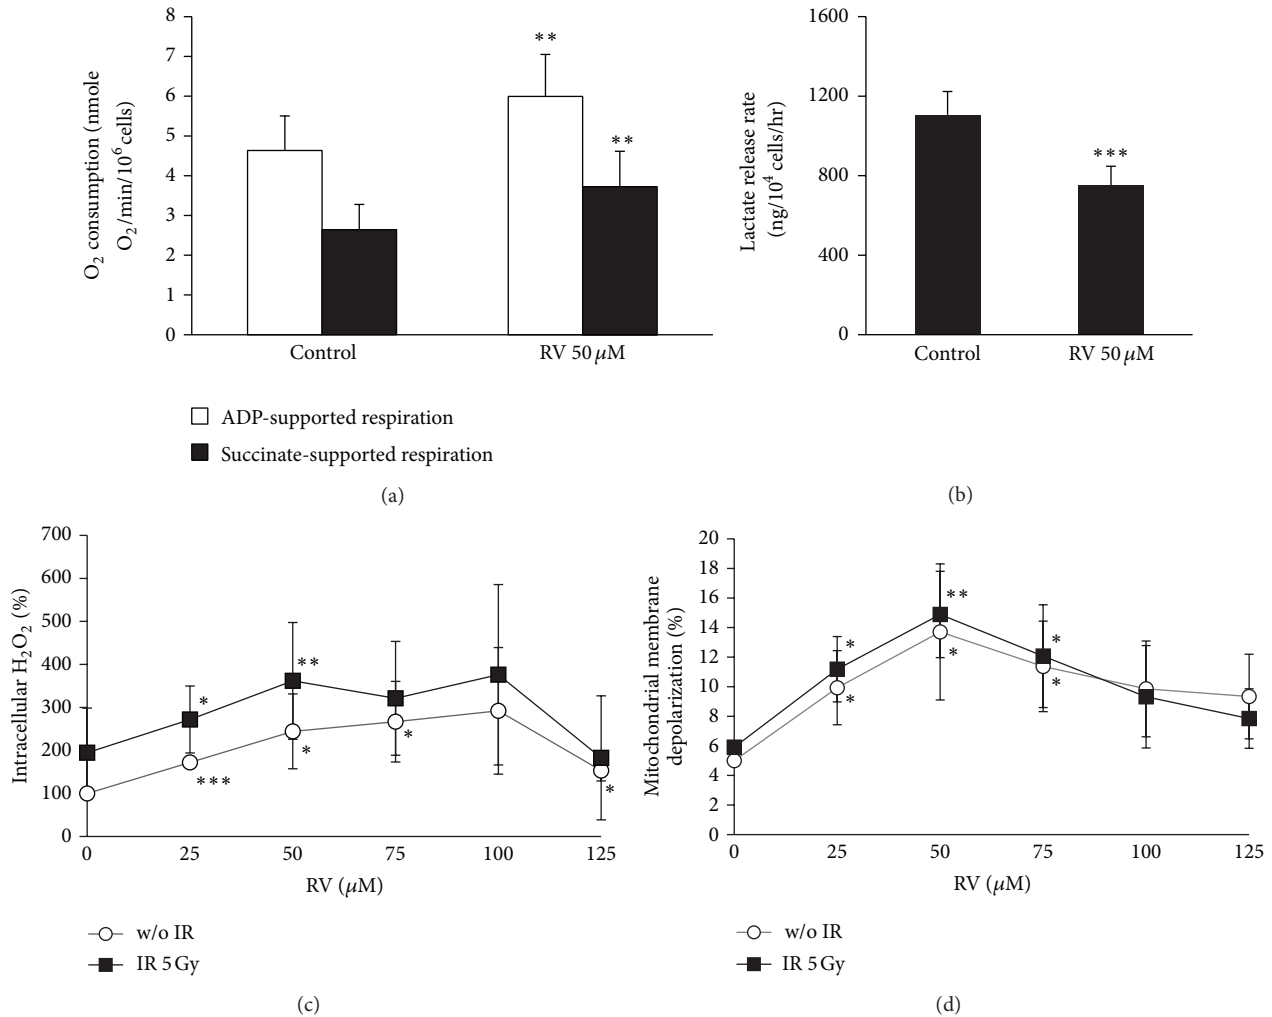 8
7
6
5
4
3
2
1
0
O2 consumption (nmole
O2/min/10^6 cells)
**
**
Control
RV 50 μM
ADP-supported respiration
Succinate-supported respiration
(a)
1600
1200
800
400
0
Lactate release rate
(ng/10^4 cells/hr)
***
Control
RV 50 μM
(b)
700
600
500
400
300
200
100
0
Intracellular H2O2 (%)
*
***
**
*
*
*
0 25 50 75 100 125
RV (μM)
w/o IR
IR 5 Gy
(c)
20
18
16
14
12
10
8
6
4
2
0
Mitochondrial membrane
depolarization (%)
*
*
**
*
*
*
0 25 50 75 100 125
RV (μM)
w/o IR
IR 5 Gy
(d)